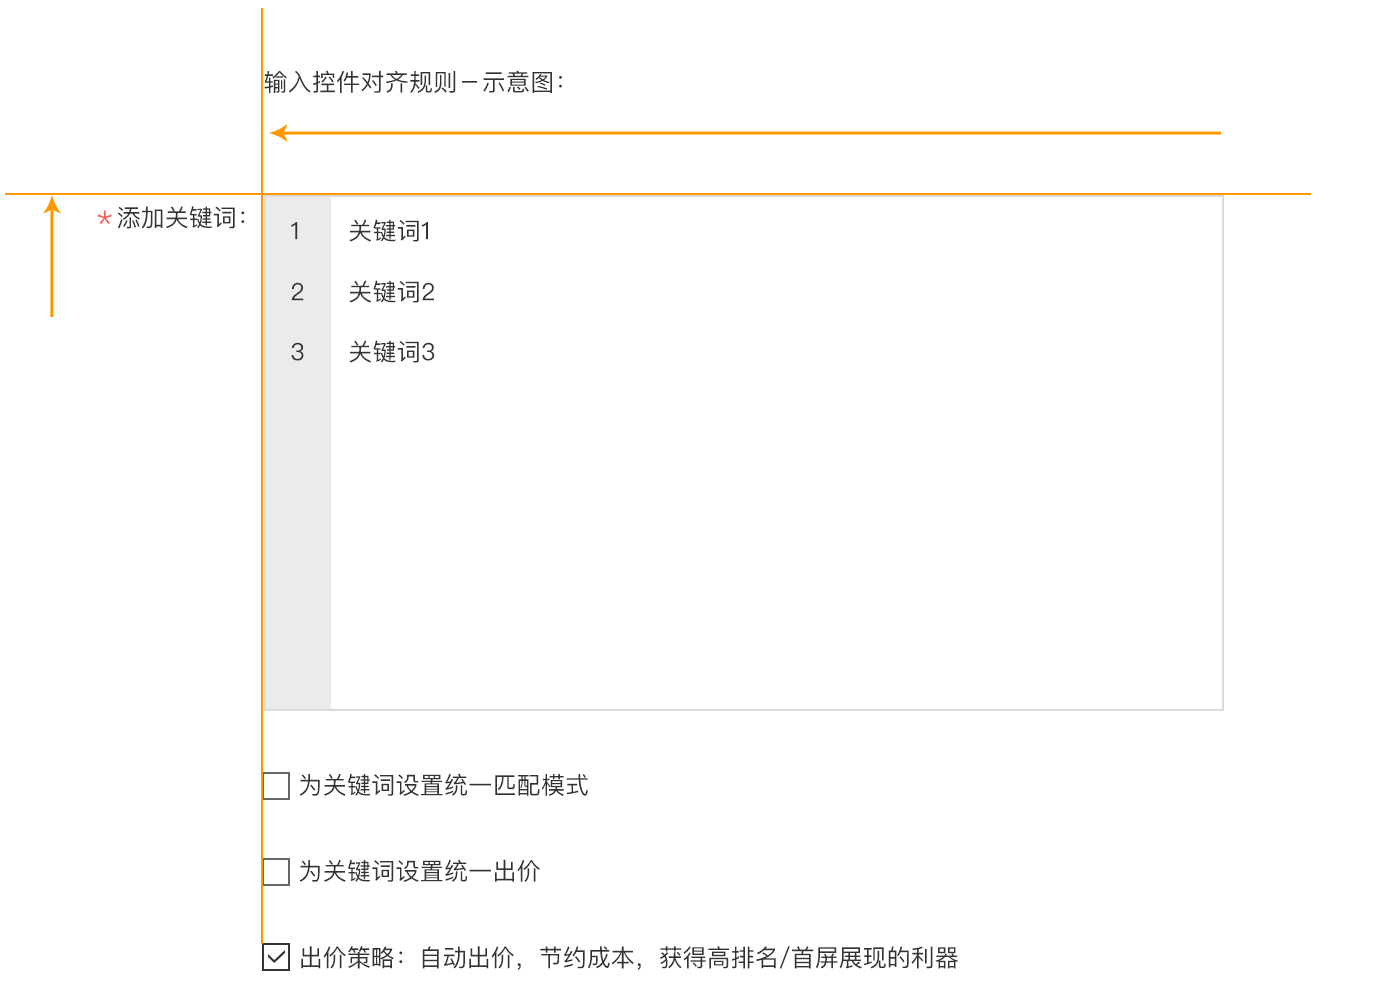 输入控件对齐规则－示意图：
*添加关键词：
1 关键词1
2 关键词2
3 关键词3
为关键词设置统一匹配模式
为关键词设置统一出价
出价策略：自动出价，节约成本，获得高排名/首屏展现的利器